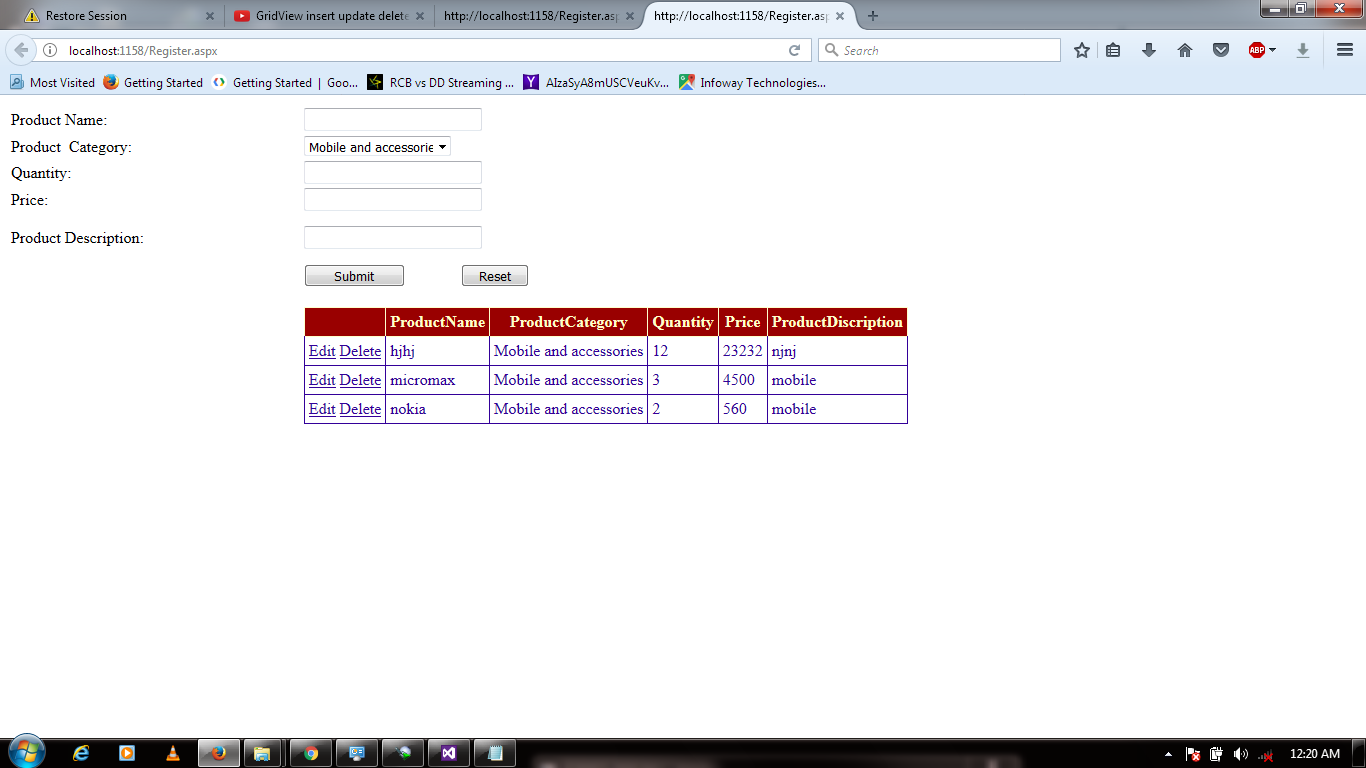 Restore Session
GridView insert update delete
http://localhost:1158/Register.asp
http://localhost:1158/Register.asp
localhost:1158/Register.aspx
Search
ABP
Most Visited
Getting Started
Getting Started | Goo...
RCB vs DD Streaming ...
AIzaSyA8mUSCVeuKv...
Infoway Technologies...
Product Name:
Product Category:
Mobile and accessorie
Quantity:
Price:
Product Description:
Submit
Reset
ProductName ProductCategory Quantity Price ProductDiscription
Edit Delete hjhj Mobile and accessories 12 23232 njnj
Edit Delete micromax Mobile and accessories 3 4500 mobile
Edit Delete nokia Mobile and accessories 2 560 mobile
12:20 AM